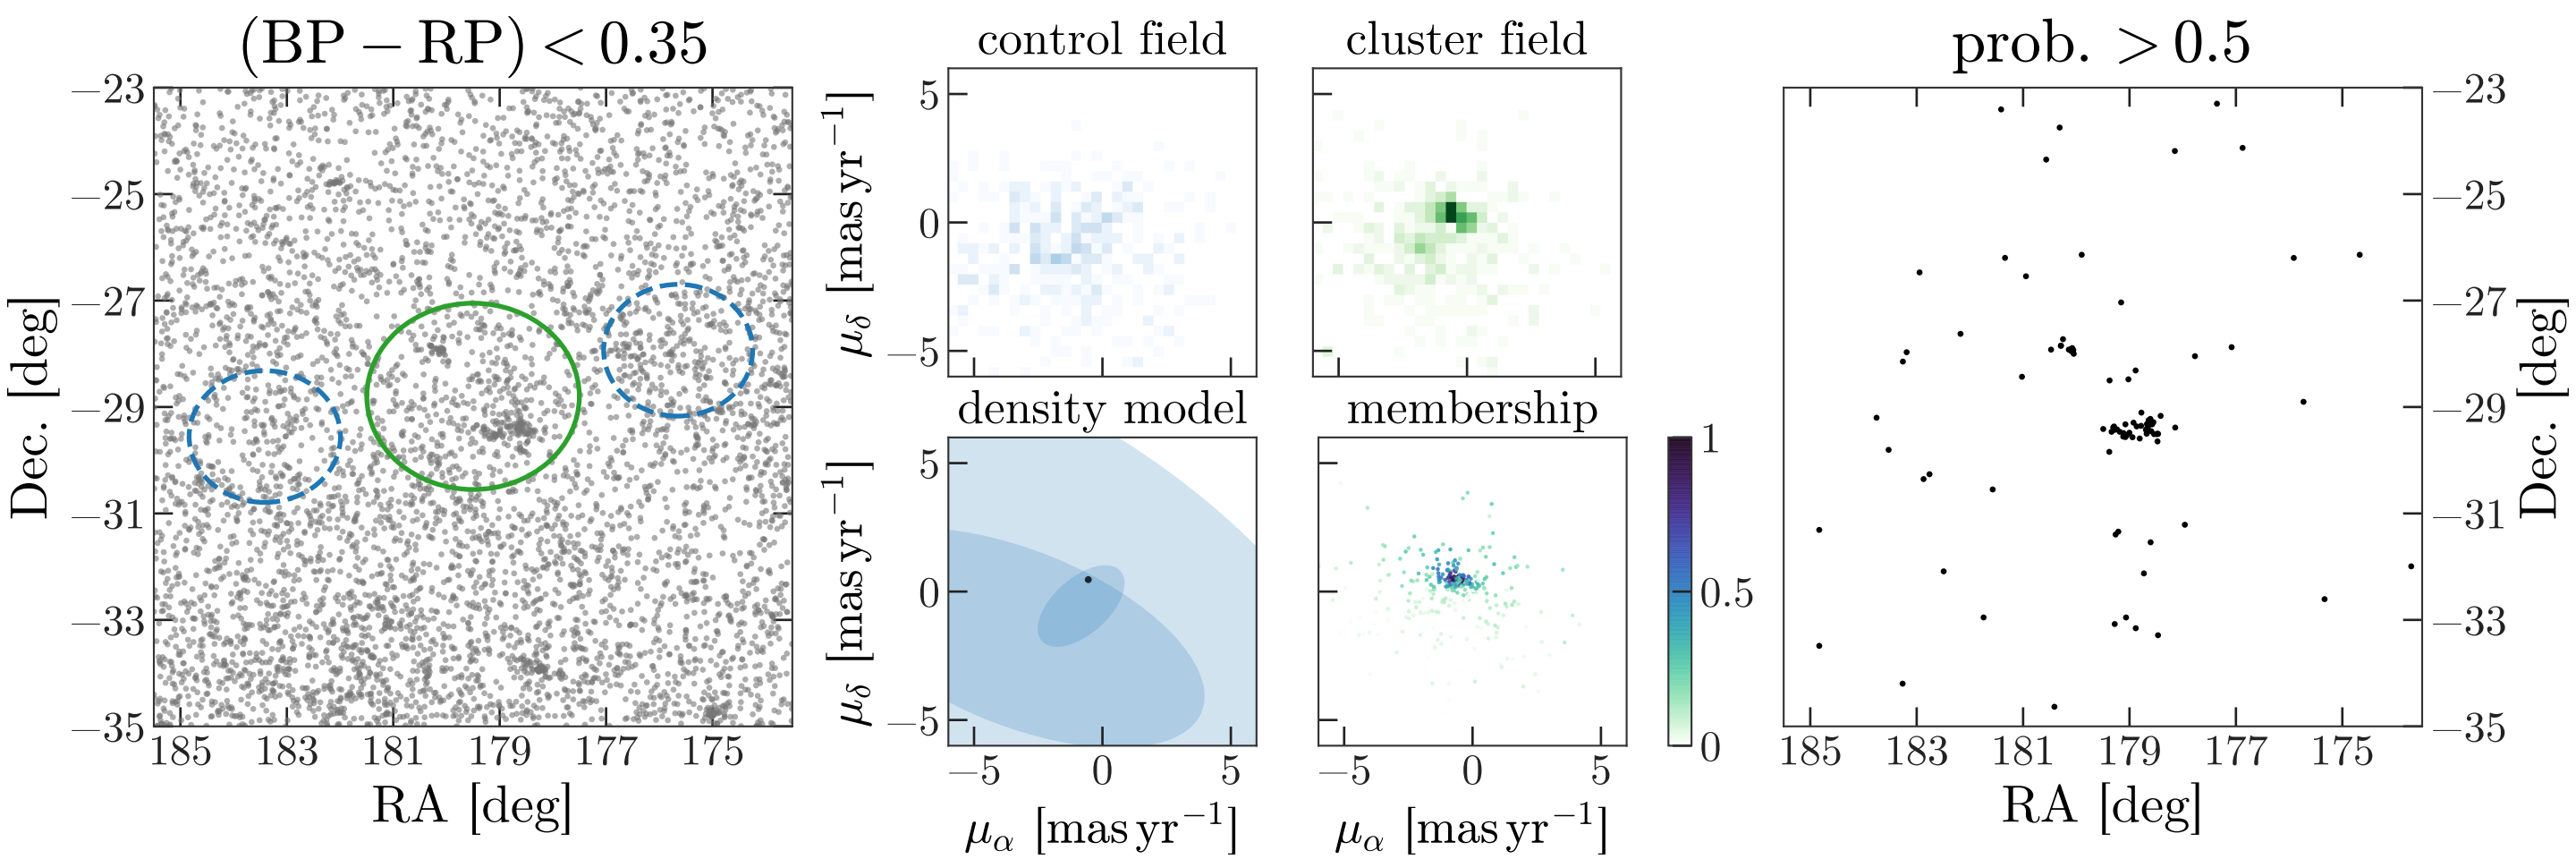 (BP − RP) < 0.35
−23
−25
−27
−29
−31
−33
−35
Dec. [deg]
185 183 181 179 177 175
RA [deg]
control field
5
0
−5
μδ [mas yr⁻¹]
cluster field
density model
5
0
−5
μδ [mas yr⁻¹]
−5 0 5
μα [mas yr⁻¹]
membership
−5 0 5
μα [mas yr⁻¹]
1
0.5
0
prob. > 0.5
−23
−25
−27
−29
−31
−33
−35
Dec. [deg]
185 183 181 179 177 175
RA [deg]